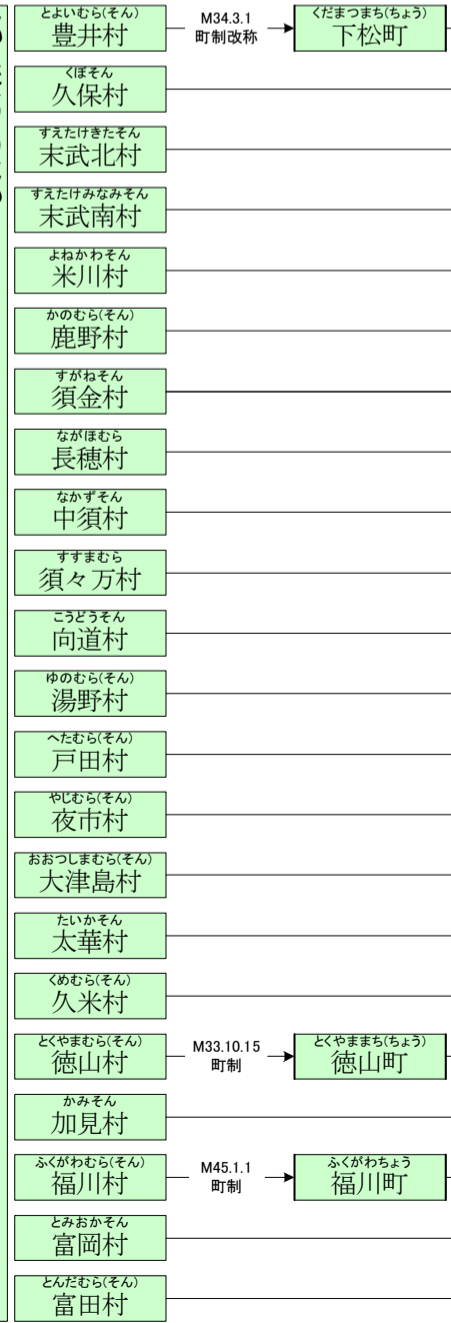 とよいむら(そん)
豊井村
M34.3.1
町制改称
くだまつまち(ちょう)
下松町
くぼそん
久保村
すえたけきたそん
末武北村
すえたけみなみそん
末武南村
よねかわそん
米川村
かのむら(そん)
鹿野村
すがねそん
須金村
ながほむら
長穂村
なかずそん
中須村
すすまむら
須々万村
こうどうそん
向道村
ゆのむら(そん)
湯野村
へたむら(そん)
戸田村
やじむら(そん)
夜市村
おおつしまむら(そん)
大津島村
たいかそん
太華村
くめむら(そん)
久米村
とくやまむら(そん)
徳山村
M33.10.15
町制
とくやままち(ちょう)
徳山町
かみそん
加見村
ふくがわむら(そん)
福川村
M45.1.1
町制
ふくがわちょう
福川町
とみおかそん
富岡村
とんだむら(そん)
富田村